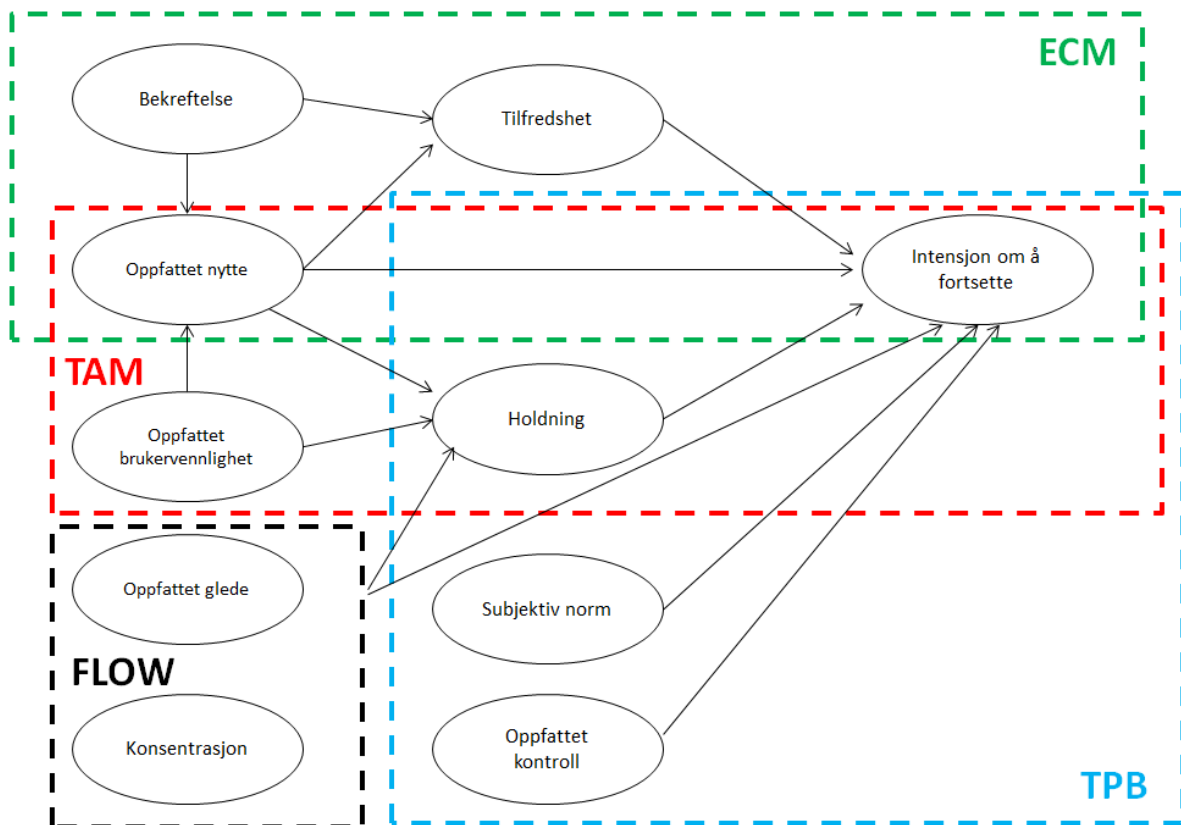 ECM
Bekreftelse
Tilfredshet
Oppfattet nytte
Intensjon om å
fortsette
TAM
Holdning
Oppfattet
brukervennlighet
Oppfattet glede
Subjektiv norm
FLOW
Konsentrasjon
Oppfattet
kontroll
TPB